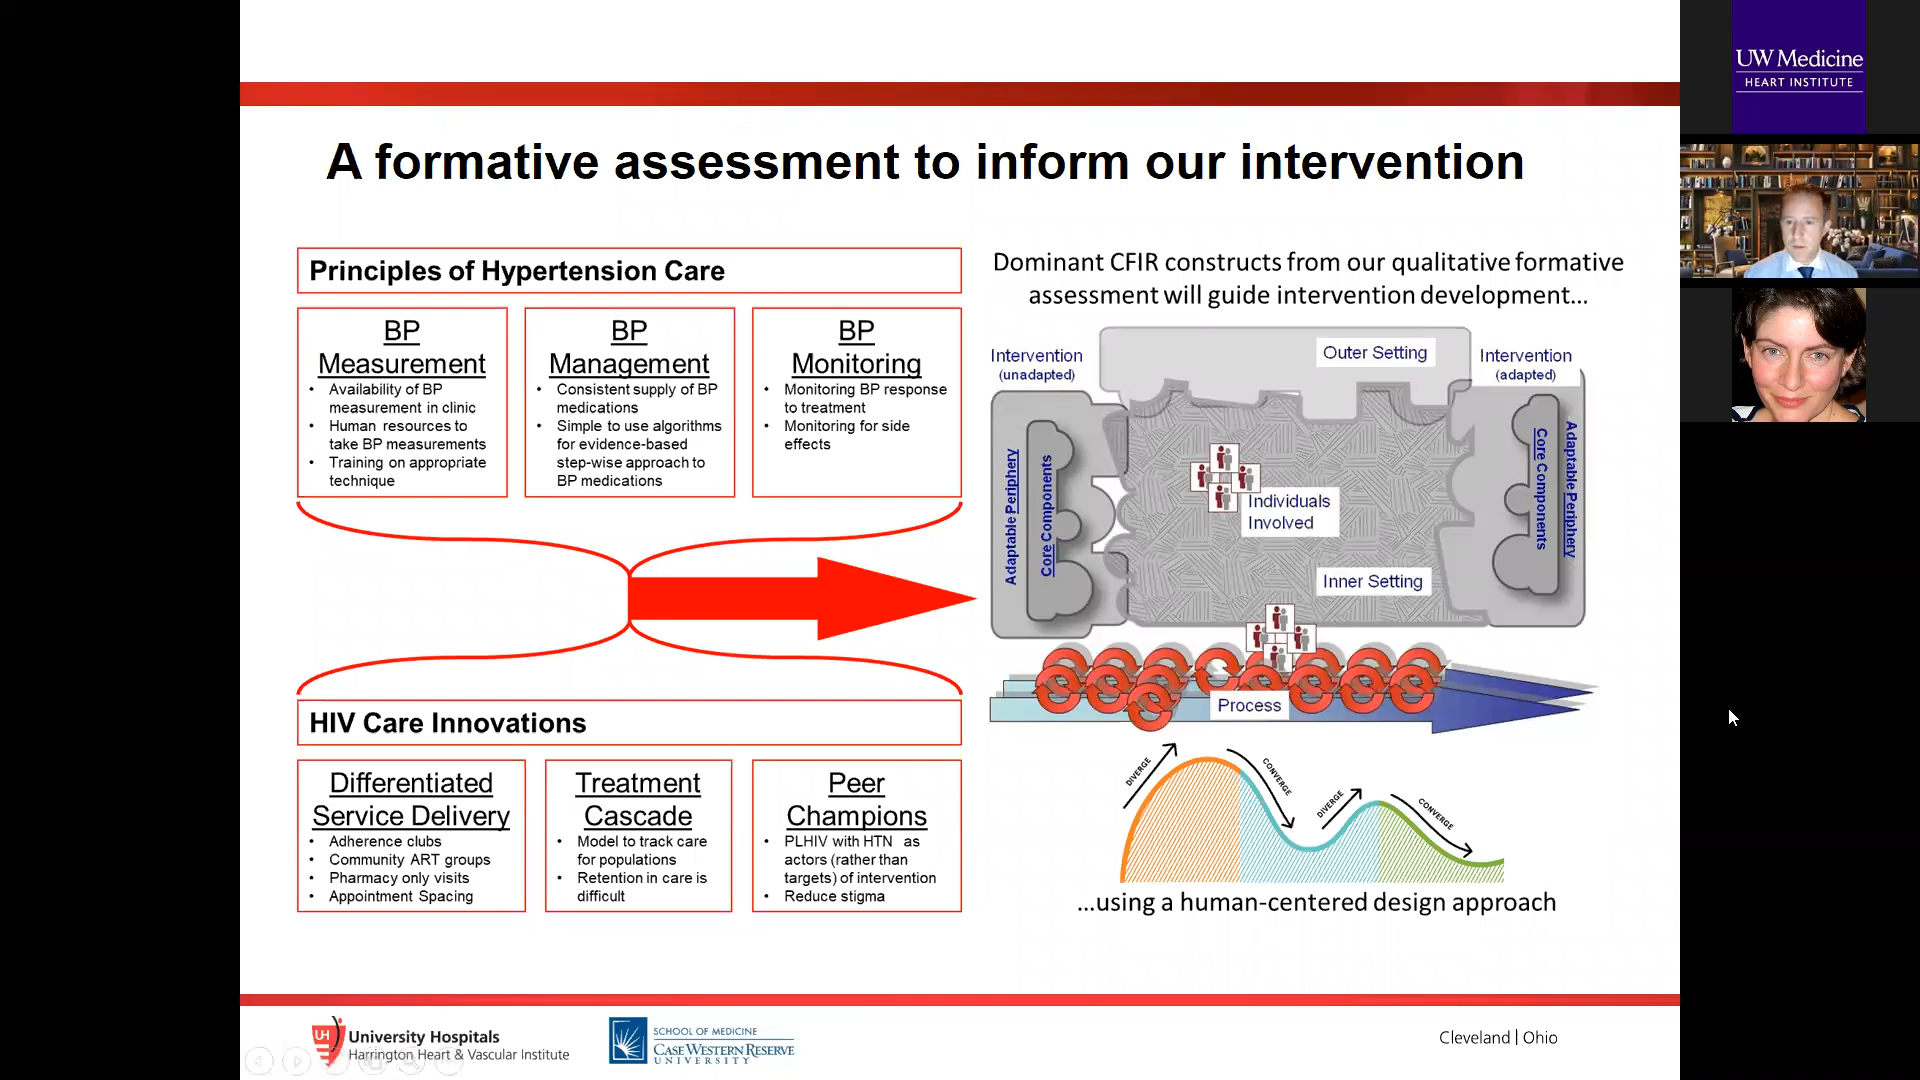 A formative assessment to inform our intervention
Principles of Hypertension Care
BP
Measurement
• Availability of BP
measurement in clinic
• Human resources to
take BP measurements
• Training on appropriate
technique
BP
Management
• Consistent supply of BP
medications
• Simple to use algorithms
for evidence-based
step-wise approach to
BP medications
BP
Monitoring
• Monitoring BP response
to treatment
• Monitoring for side
effects
HIV Care Innovations
Differentiated
Service Delivery
• Adherence clubs
• Community ART groups
• Pharmacy only visits
• Appointment Spacing
Treatment
Cascade
• Model to track care
for populations
• Retention in care is
difficult
Peer
Champions
• PLHIV with HTN as
actors (rather than
targets) of intervention
• Reduce stigma
Dominant CFIR constructs from our qualitative formative
assessment will guide intervention development...
Intervention
(unadapted)
Outer Setting
Intervention
(adapted)
Adaptable Periphery
Core Components
Individuals
Involved
Inner Setting
Core Components
Adaptable Periphery
Process
DIVERGE
CONVERGE
DIVERGE
CONVERGE
...using a human-centered design approach
UH
University Hospitals
Harrington Heart & Vascular Institute
SCHOOL OF MEDICINE
CASE WESTERN RESERVE
UNIVERSITY
Cleveland | Ohio
UW Medicine
HEART INSTITUTE